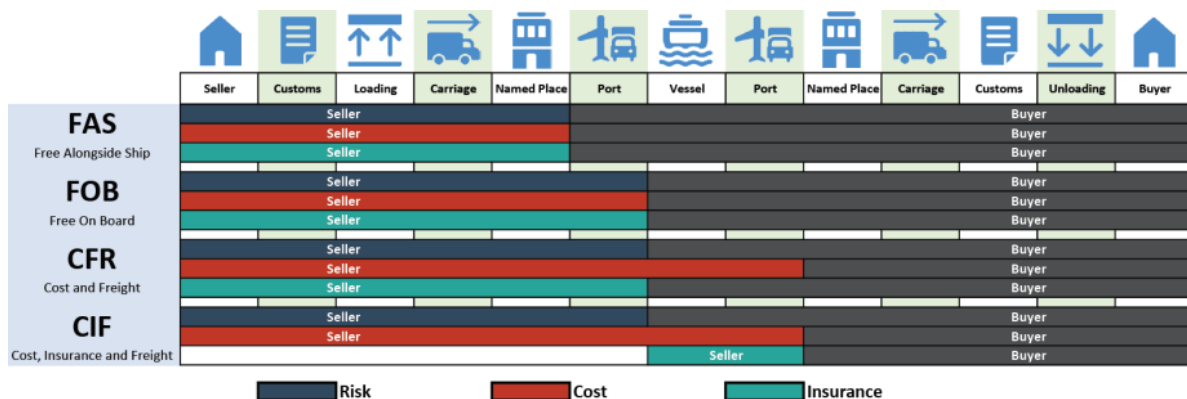 Seller Customs Loading Carriage Named Place Port Vessel Port Named Place Carriage Customs Unloading Buyer
FAS
Free Alongside Ship
Seller Buyer
Seller Buyer
Seller Buyer
FOB
Free On Board
Seller Buyer
Seller Buyer
Seller Buyer
CFR
Cost and Freight
Seller Buyer
Seller Buyer
Seller Buyer
CIF
Cost, Insurance and Freight
Seller Buyer
Seller Buyer
Seller Buyer
Risk Cost Insurance